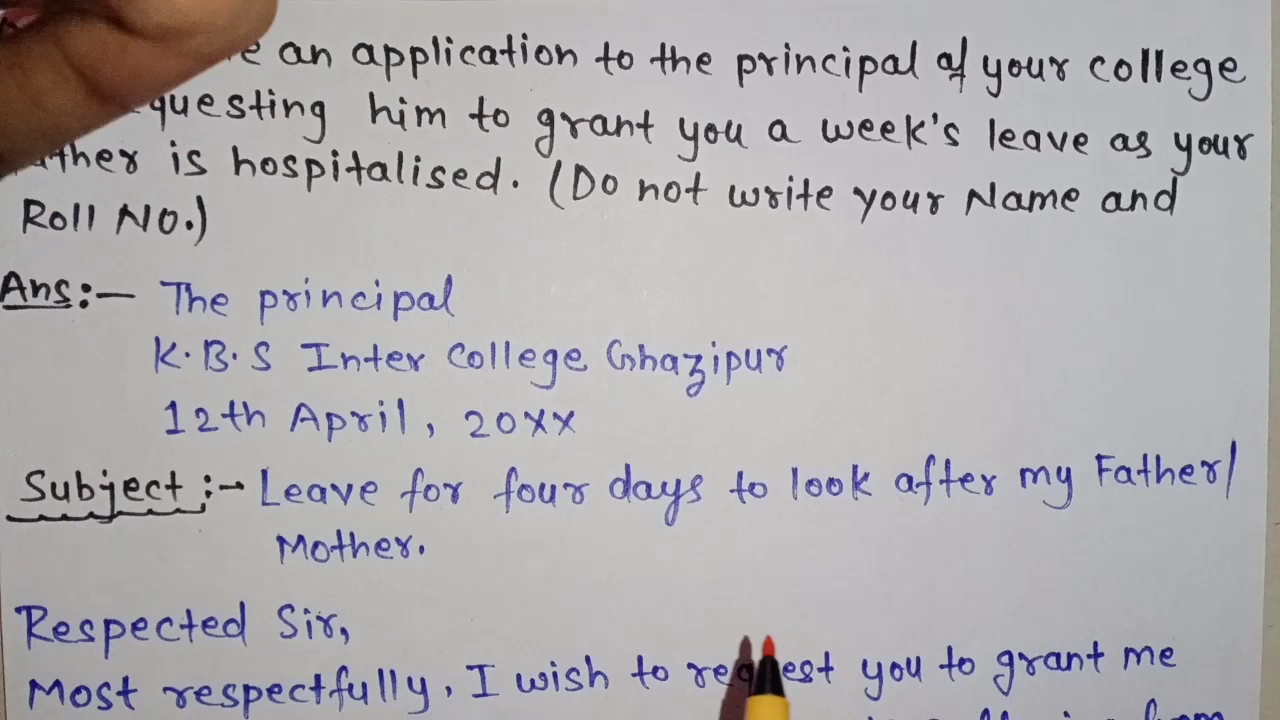 an application to the principal of your college
questing him to grant you a week's leave as your
ther is hospitalised. (Do not write your Name and
Roll No.)
Ans:- The principal
K.B.S Inter College Ghazipur
12th April, 20xx
Subject :- Leave for four days to look after my Father/
Mother.
Respected Sir,
Most respectfully, I wish to request you to grant me
from